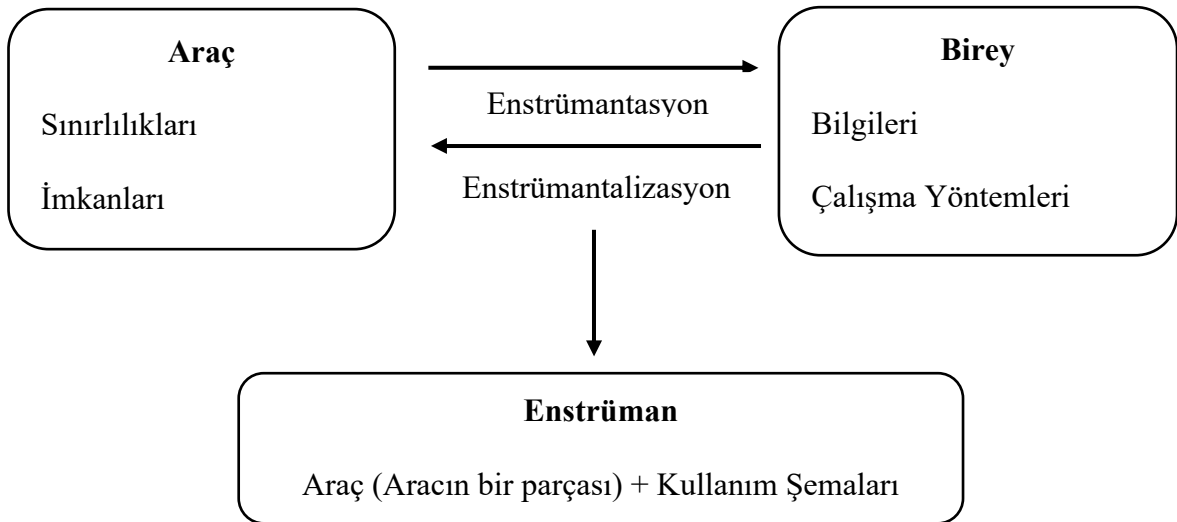 Araç
Sınırlılıkları
İmkanları
Enstrümantasyon
Enstrümantalizasyon
Birey
Bilgileri
Çalışma Yöntemleri
Enstrüman
Araç (Aracın bir parçası) + Kullanım Şemaları